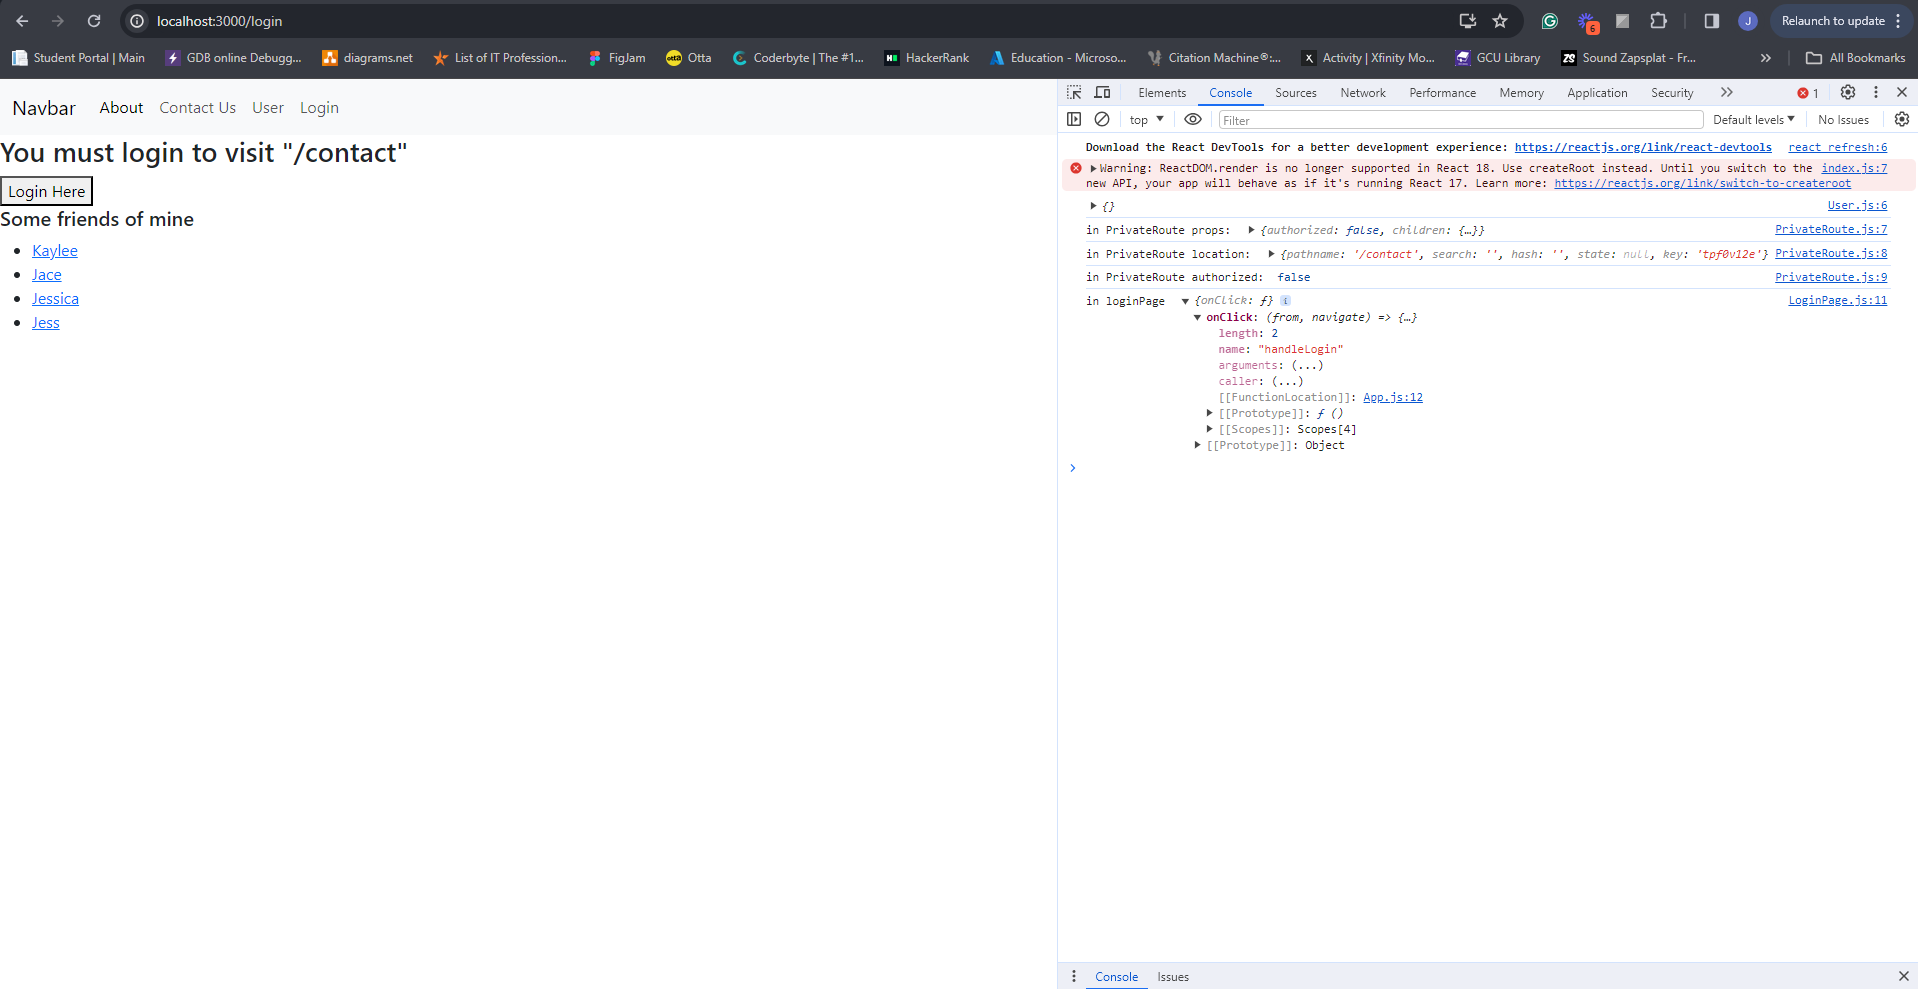 localhost:3000/login
6
J
Relaunch to update
Student Portal | Main
GDB online Debugg...
diagrams.net
List of IT Profession...
FigJam
otta
Otta
Coderbyte | The #1...
HackerRank
Education - Microso...
Citation Machine®:...
X
Activity | Xfinity Mo...
GCU Library
ZS
Sound Zapsplat - Fr...
All Bookmarks
Navbar About Contact Us User Login
You must login to visit "/contact"
Login Here
Some friends of mine
Kaylee
Jace
Jessica
Jess
Elements Console Sources Network Performance Memory Application Security 1
top Filter Default levels No Issues
Download the React DevTools for a better development experience: https://reactjs.org/link/react-devtools react refresh:6
Warning: ReactDOM.render is no longer supported in React 18. Use createRoot instead. Until you switch to the index.js:7
new API, your app will behave as if it's running React 17. Learn more: https://reactjs.org/link/switch-to-createroot
{} User.js:6
in PrivateRoute props: {authorized: false, children: {…}} PrivateRoute.js:7
in PrivateRoute location: {pathname: '/contact', search: '', hash: '', state: null, key: 'tpf0v12e'} PrivateRoute.js:8
in PrivateRoute authorized: false PrivateRoute.js:9
in loginPage {onClick: ƒ} i LoginPage.js:11
onClick: (from, navigate) => {…}
length: 2
name: "handleLogin"
arguments: (...)
caller: (...)
[[FunctionLocation]]: App.js:12
[[Prototype]]: ƒ ()
[[Scopes]]: Scopes[4]
[[Prototype]]: Object
Console Issues